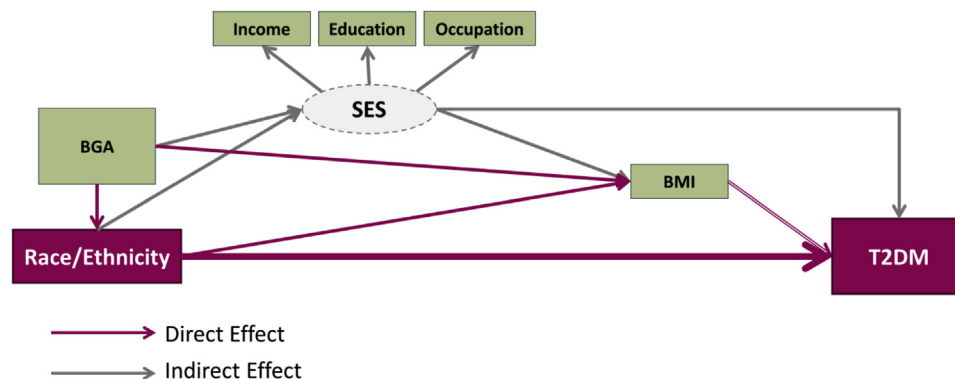 Income
Education
Occupation
SES
BGA
BMI
Race/Ethnicity
T2DM
Direct Effect
Indirect Effect